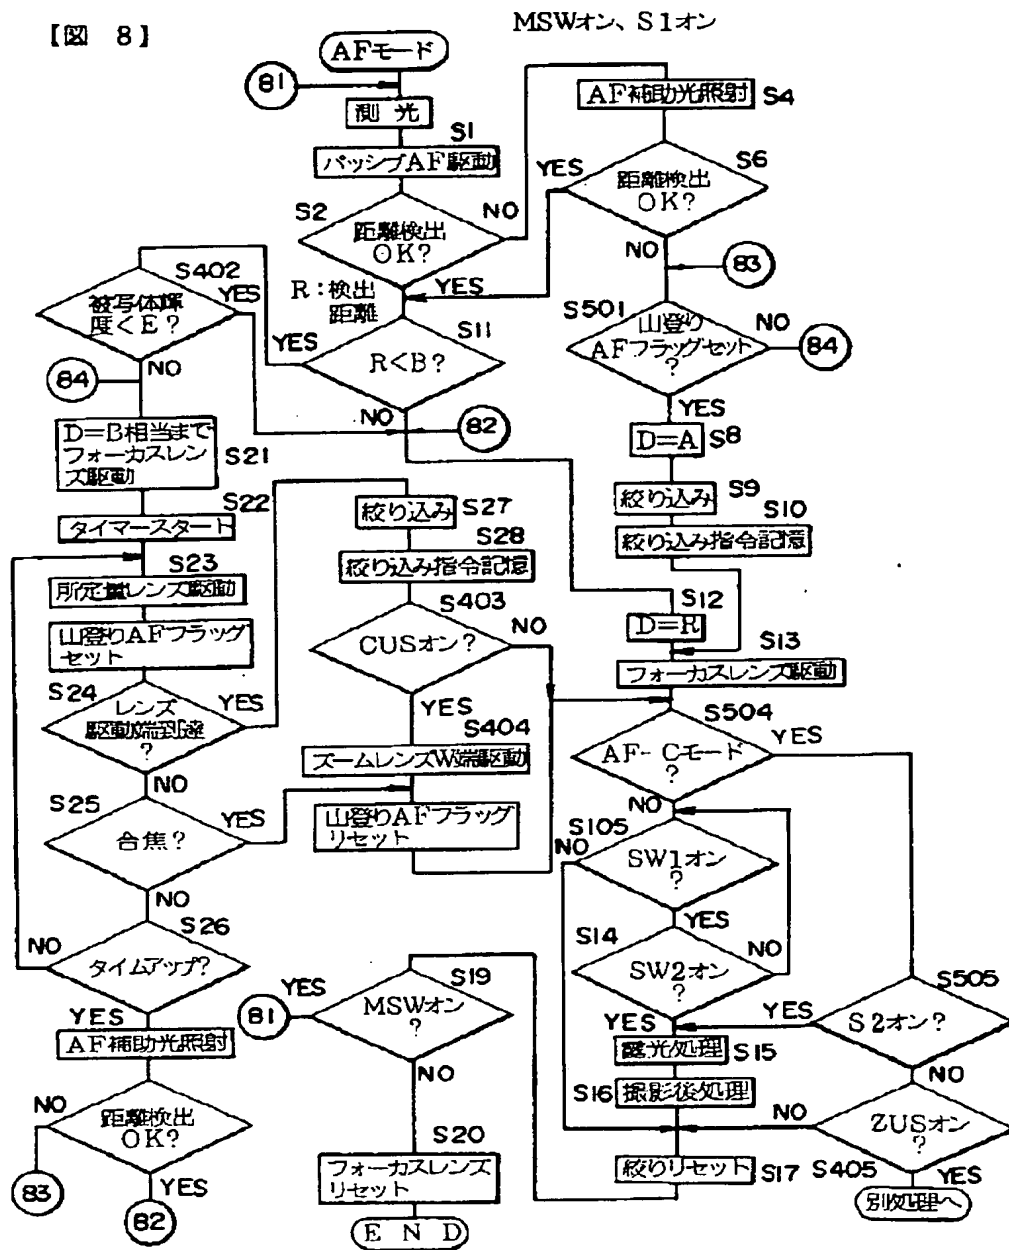 【図 8】
MSWオン、S1オン
AFモード
81
測光
S1
パッシブAF駆動
S2
距離検出
OK?
NO
YES
R:検出
距離
S11
R<B?
YES
NO
82
AF補助光照射
S4
S6
距離検出
OK?
YES
NO
83
S501
山登り
AFフラッグセット
?
NO
84
YES
D=A
S8
絞り込み
S9
S10
絞り込み指令記憶
S12
D=R
S13
フォーカスレンズ駆動
S402
被写体輝
度<E?
YES
NO
84
D=B相当まで
フォーカスレン
ズ駆動
S21
S22
タイマースタート
S23
所定量レンズ駆動
山登りAFフラッグ
セット
S24
レンズ
駆動端到達
?
YES
NO
S25
合焦?
YES
NO
S26
タイムアップ?
NO
YES
AF補助光照射
距離検出
OK?
NO
83
YES
82
絞り込み
S27
S28
絞り込み指令記憶
S403
CUSオン?
NO
YES
S404
ズームレンズW端駆動
山登りAFフラッグ
リセット
S504
AF-Cモード
?
YES
NO
S105
SW1オン
?
NO
YES
S14
SW2オン
?
NO
YES
露光処理
S15
S16
撮影後処理
絞りリセット
S17
S505
S2オン?
YES
NO
ZUSオン
?
NO
S405
YES
別処理へ
S19
MSWオン
?
YES
81
NO
S20
フォーカスレンズ
リセット
END